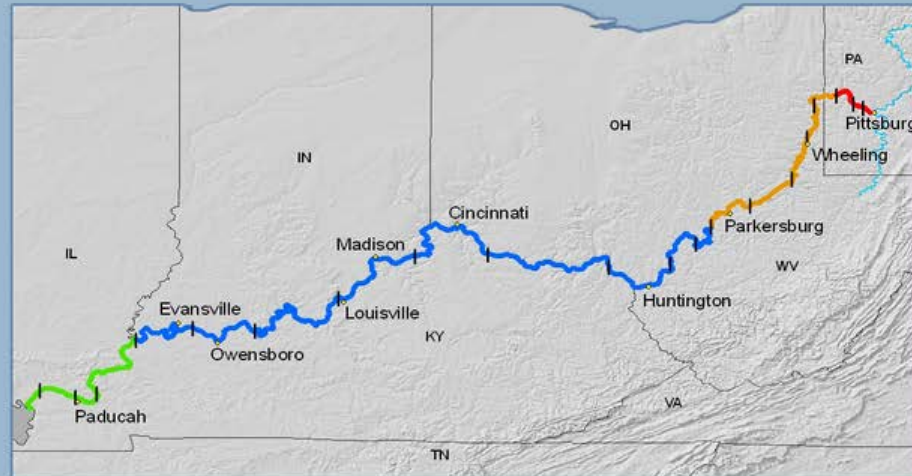 PA
Pittsburg
OH
Wheeling
IN
Cincinnati
Parkersburg
Madison
IL
WV
Huntington
Evansville
Louisville
KY
Owensboro
VA
Paducah
TN